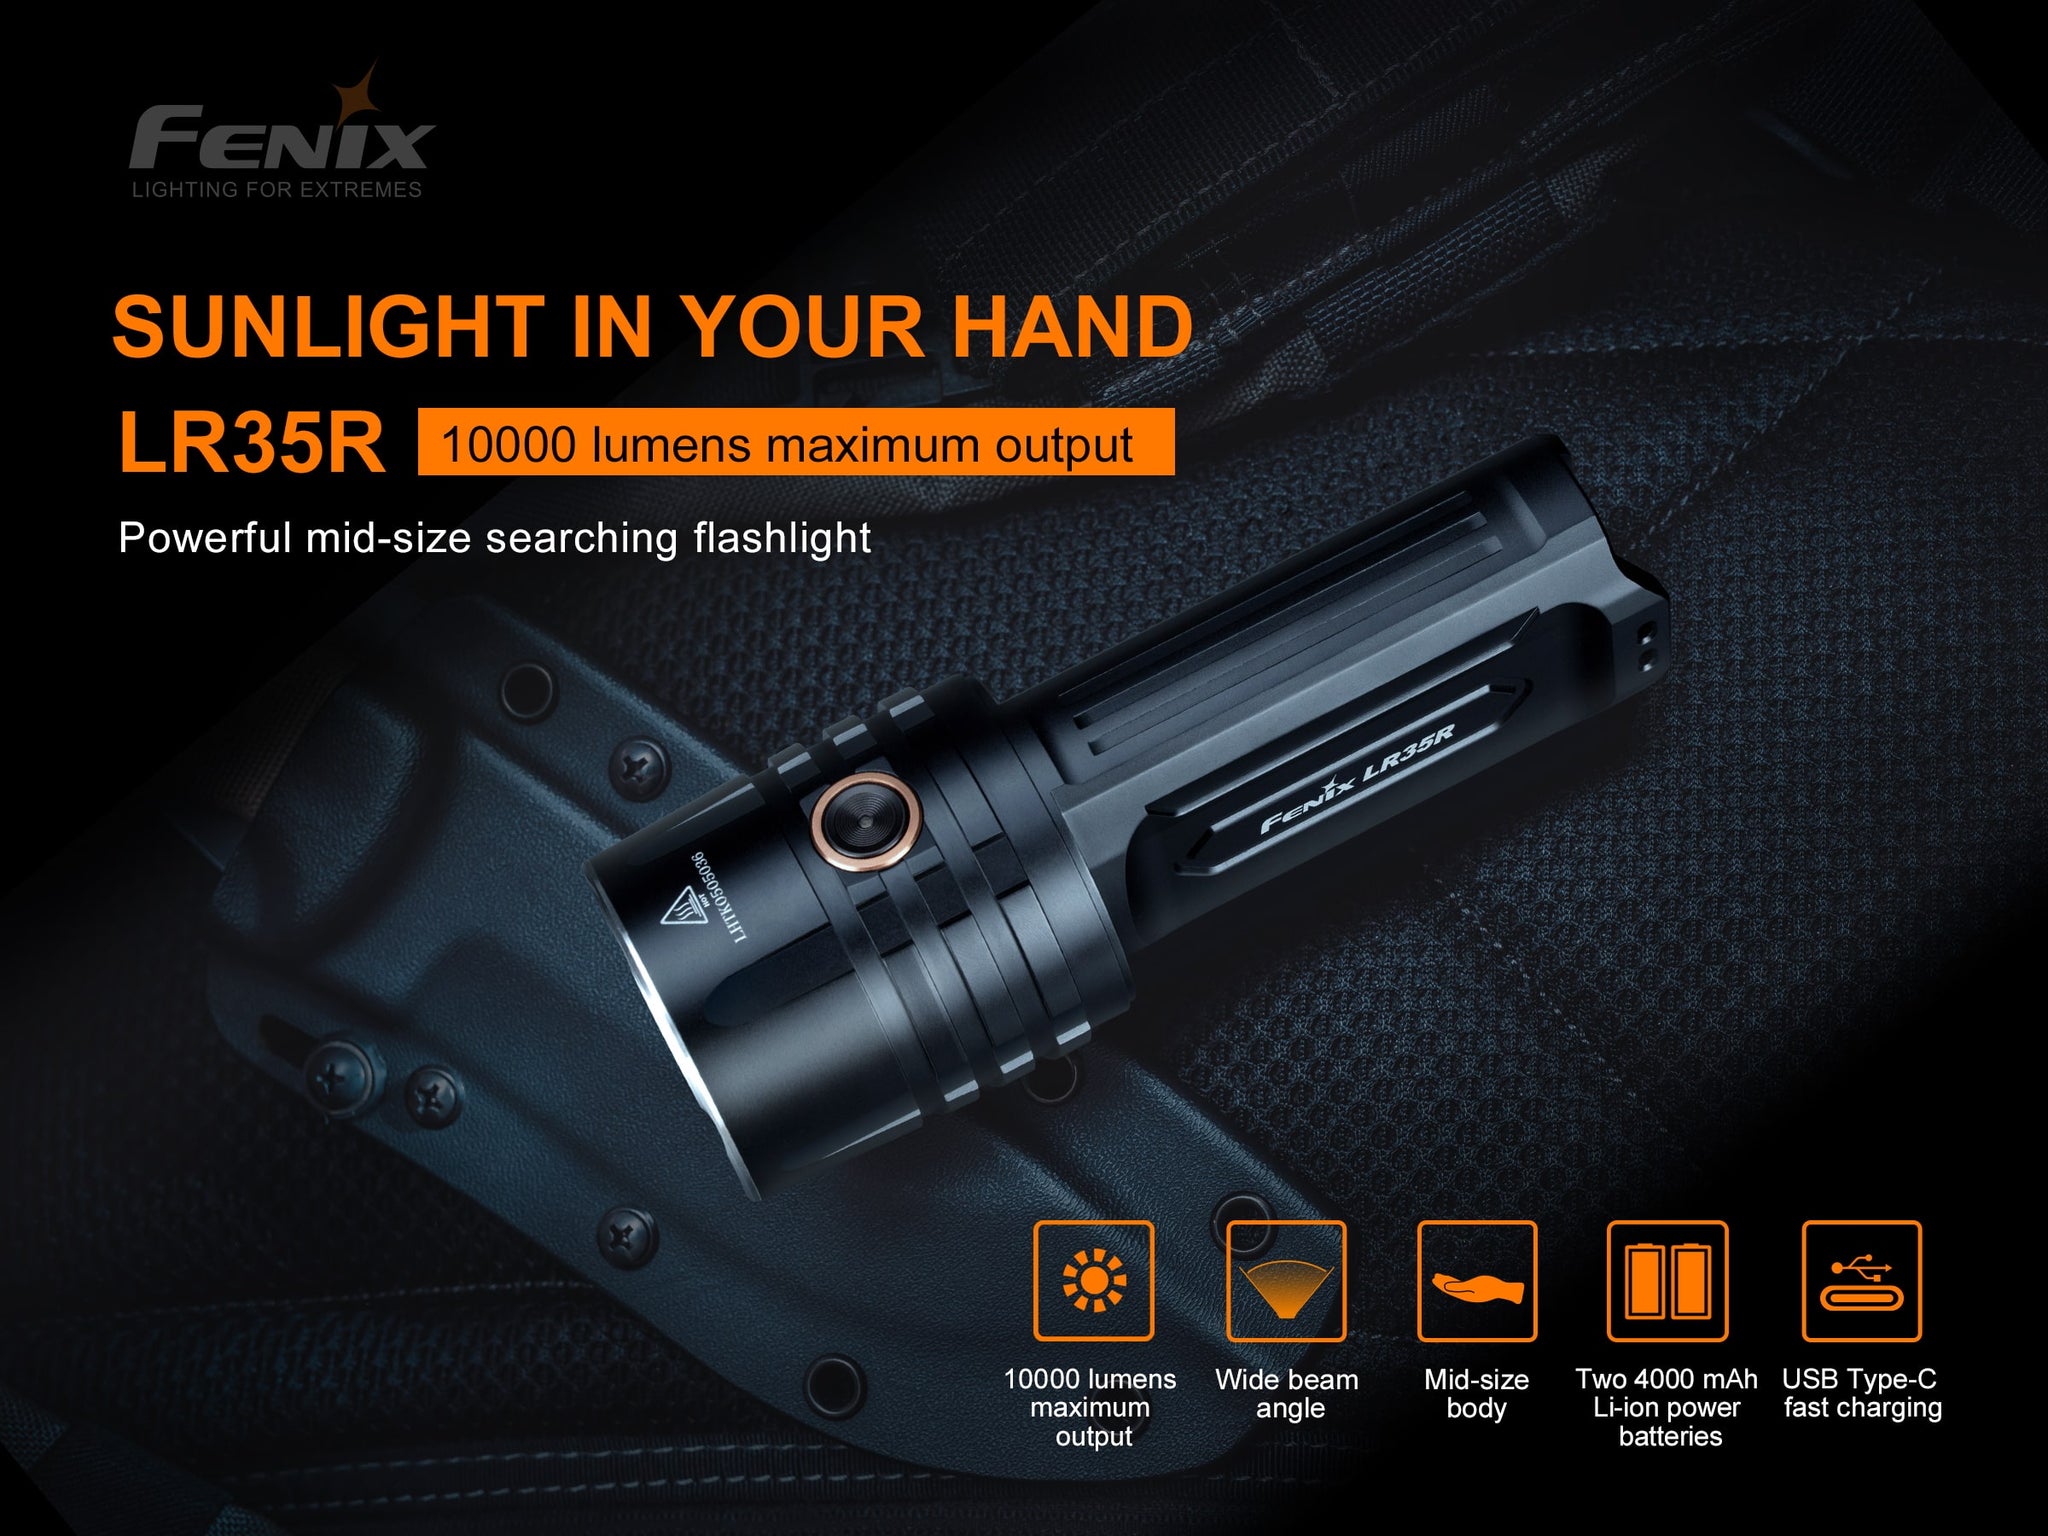 FENIX
LIGHTING FOR EXTREMES
SUNLIGHT IN YOUR HAND
LR35R 10000 lumens maximum output
Powerful mid-size searching flashlight
FENIX LR35R
LHTK0505036
HOT
10000 lumens
maximum
output
Wide beam
angle
Mid-size
body
Two 4000 mAh
Li-ion power
batteries
USB Type-C
fast charging